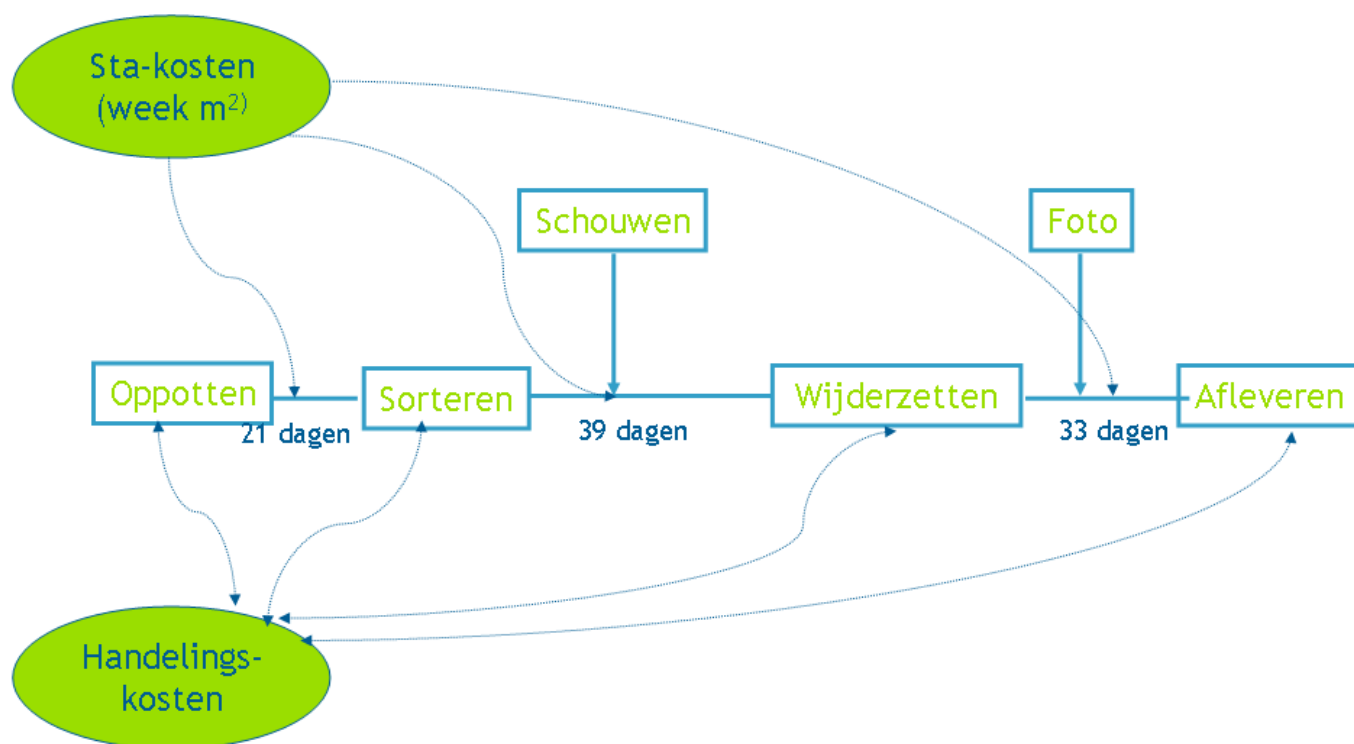 Sta-kosten
(week m²)
Schouwen
Foto
Oppotten
Sorteren
Wijderzetten
Afleveren
21 dagen
39 dagen
33 dagen
Handelings-
kosten